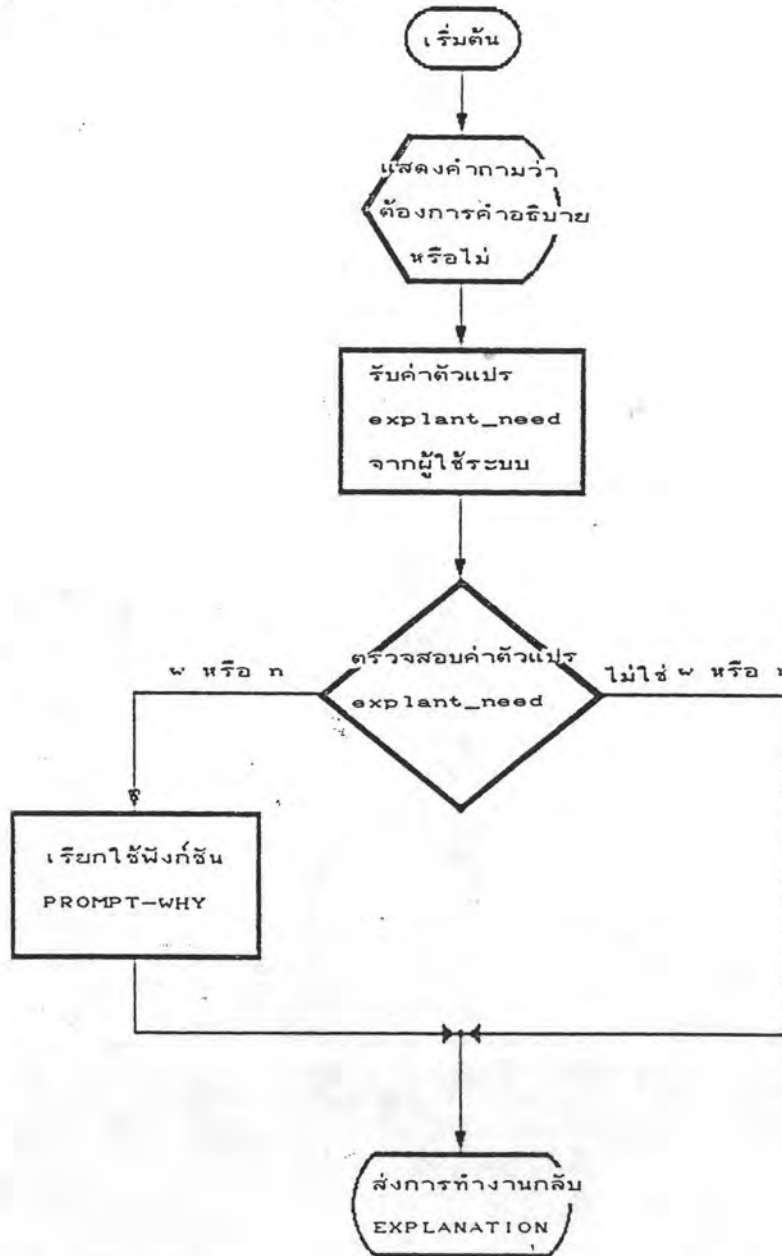 เริ่มต้น
แสดงคำถามว่า
ต้องการคำอธิบาย
หรือไม่
รับค่าตัวแปร
explant_need
จากผู้ใช้ระบบ
ตรวจสอบค่าตัวแปร
explant_need
w หรือ n
ไม่ใช่ w หรือ
เรียกใช้ฟังก์ชัน
PROMPT-WHY
ส่งการทำงานกลับ
EXPLANATION